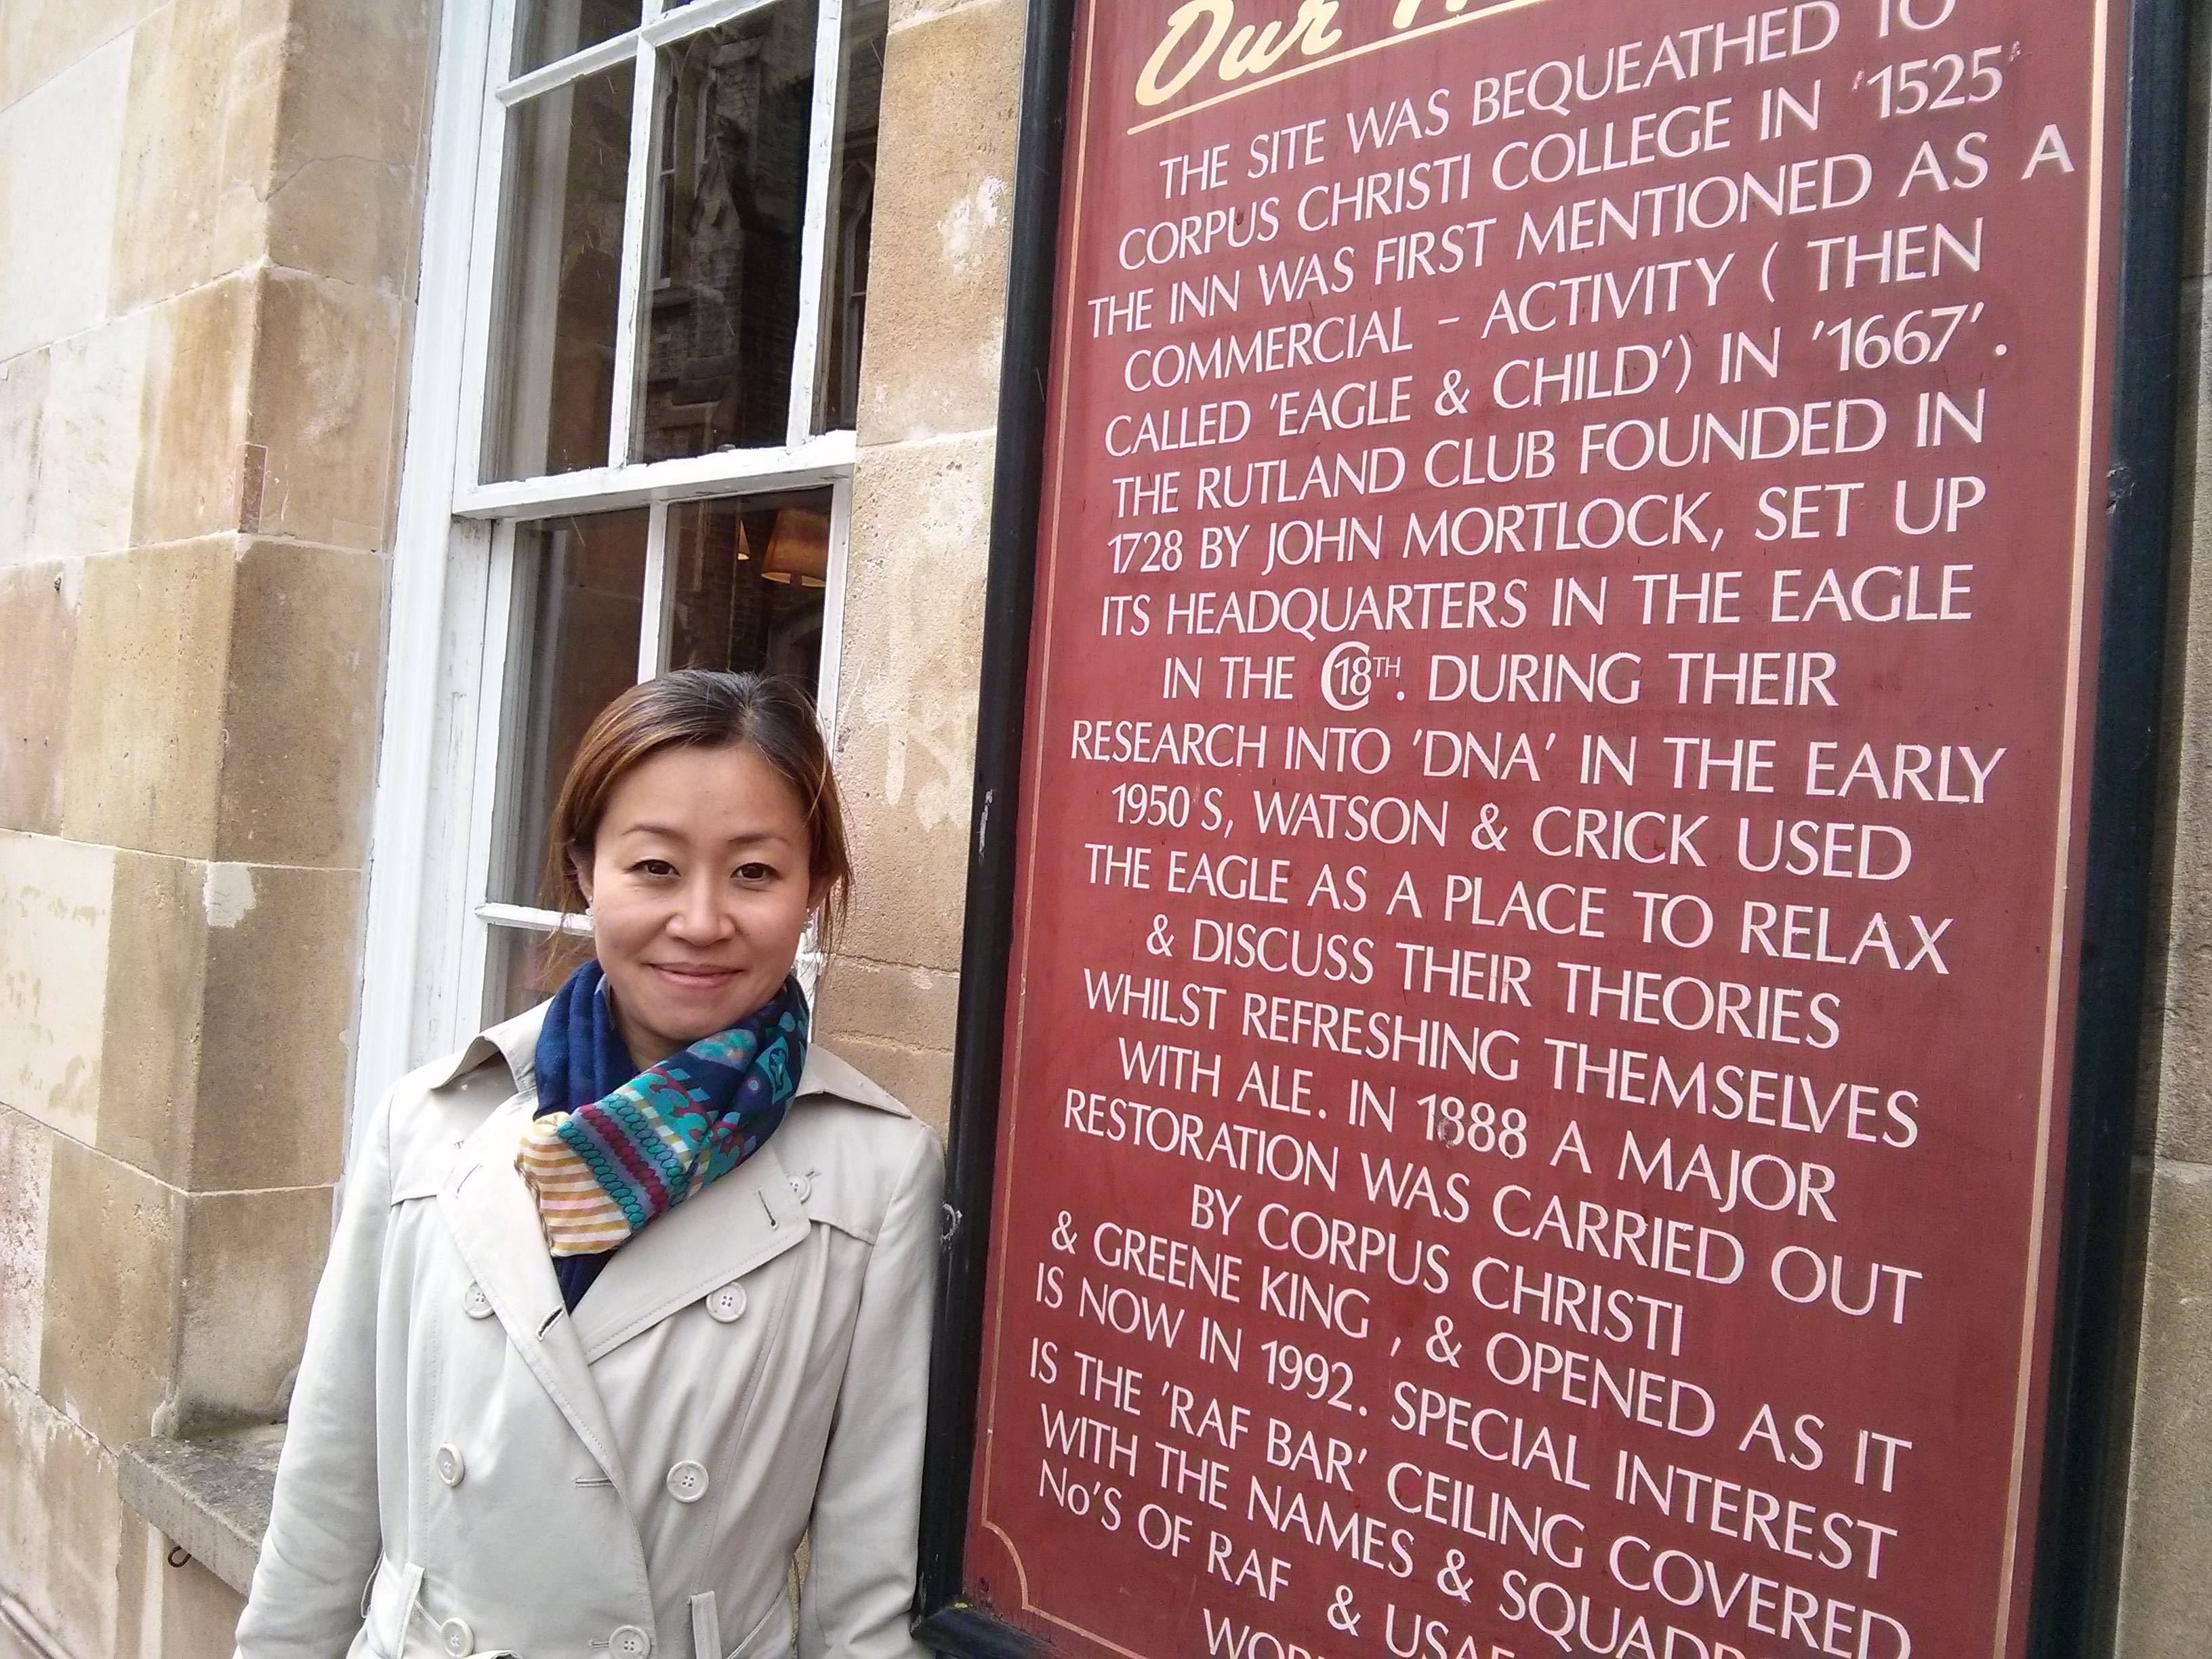 Our
THE SITE WAS BEQUEATHED TO
CORPUS CHRISTI COLLEGE IN '1525'
THE INN WAS FIRST MENTIONED AS A
COMMERCIAL - ACTIVITY ( THEN
CALLED 'EAGLE & CHILD') IN '1667'.
THE RUTLAND CLUB FOUNDED IN
1728 BY JOHN MORTLOCK, SET UP
ITS HEADQUARTERS IN THE EAGLE
IN THE C18TH. DURING THEIR
RESEARCH INTO 'DNA' IN THE EARLY
1950'S, WATSON & CRICK USED
THE EAGLE AS A PLACE TO RELAX
& DISCUSS THEIR THEORIES
WHILST REFRESHING THEMSELVES
WITH ALE. IN 1888 A MAJOR
RESTORATION WAS CARRIED OUT
BY CORPUS CHRISTI
& GREENE KING , & OPENED AS IT
IS NOW IN 1992. SPECIAL INTEREST
IS THE 'RAF BAR' CEILING COVERED
WITH THE NAMES & SQUADR
No'S OF RAF & USAF
WOR